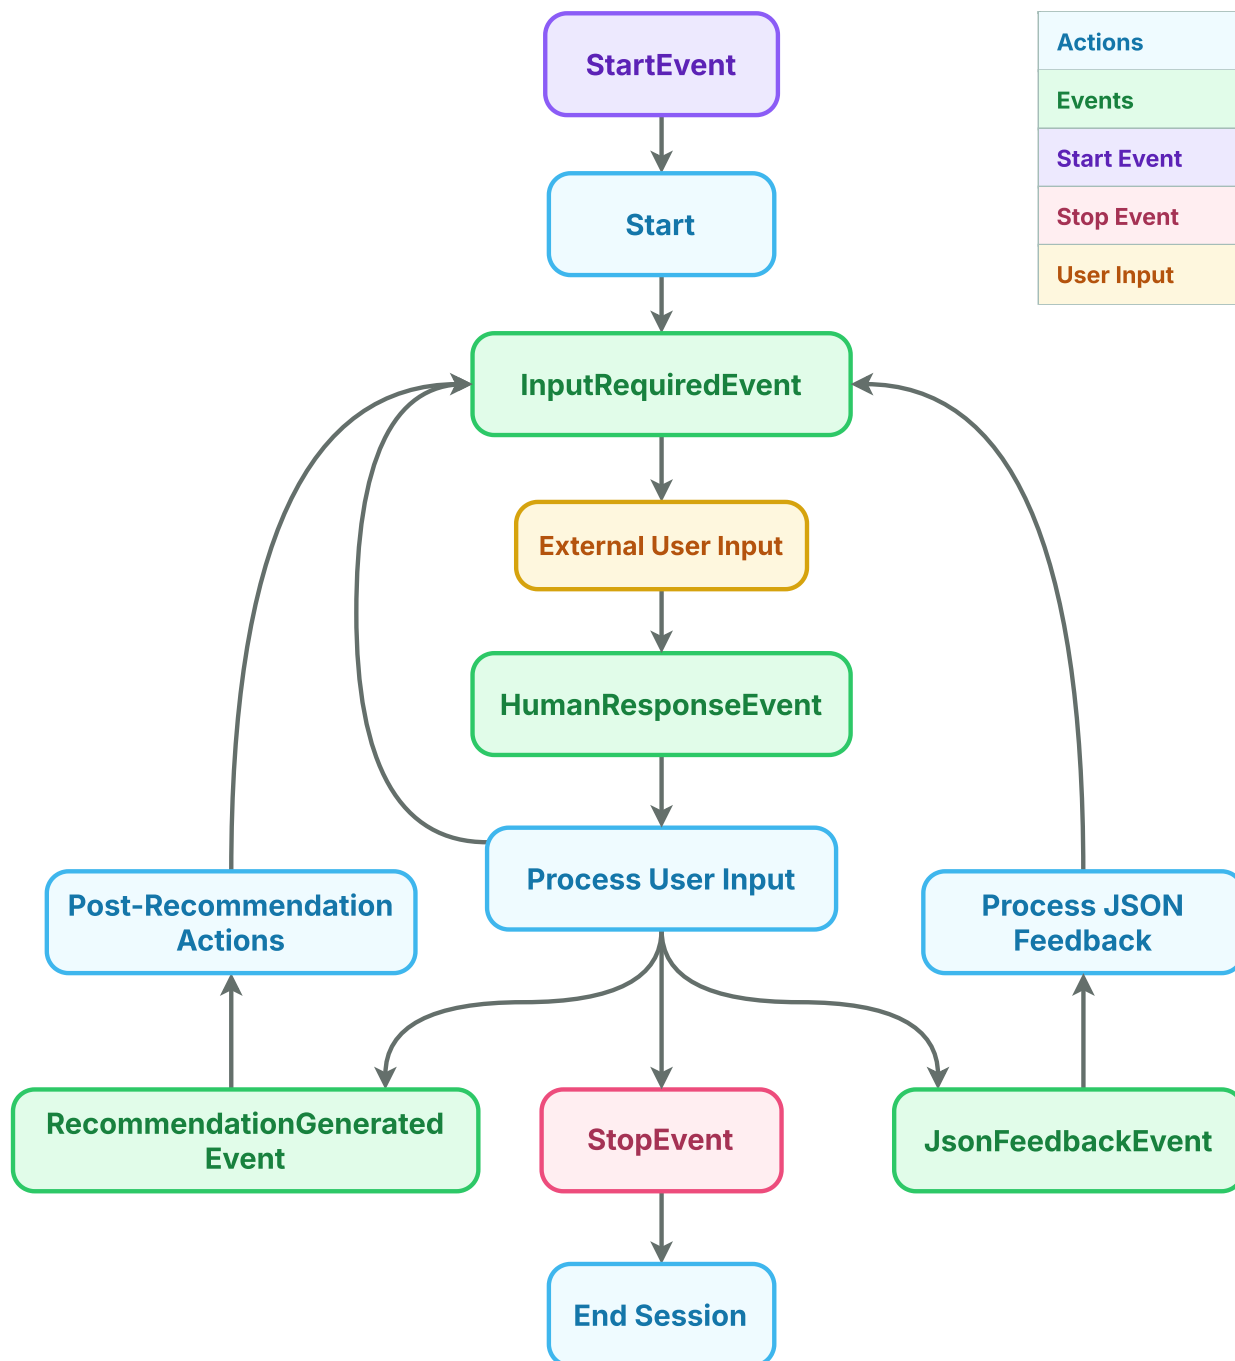 StartEvent
Actions
Events
Start Event
Stop Event
User Input
Start
InputRequiredEvent
External User Input
HumanResponseEvent
Process User Input
Post-Recommendation
Actions
Process JSON
Feedback
RecommendationGenerated
Event
StopEvent
JsonFeedbackEvent
End Session